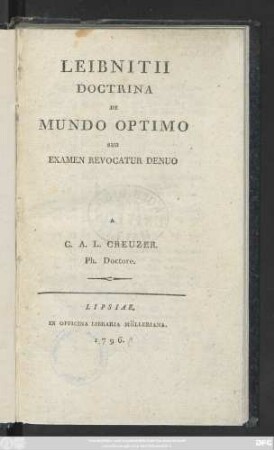 LEIBNITII
DOCTRINA
DE
MUNDO OPTIMO
SUB
EXAMEN REVOCATUR DENUO
A
C. A. L. CREUZER.
Ph. Doctore.
LIPSIAE,
EX OFFICINA LIBRARIA MÜLLERIANA.
1796.